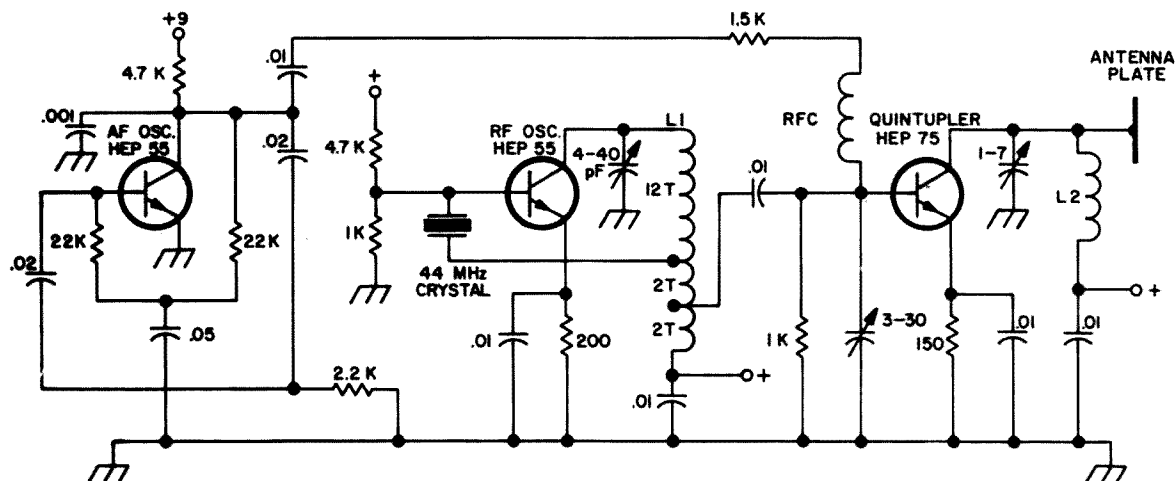 +9
4.7 K
.001
AF OSC.
HEP 55
22K
22K
.02
.05
.01
.02
2.2 K
+
4.7K
1K
44 MHz
CRYSTAL
RF OSC.
HEP 55
4-40
pF
L1
12T
2T
2T
.01
200
.01
+
1.5K
RFC
.01
1K
3-30
QUINTUPLER
HEP 75
150
.01
1-7
L2
+
.01
ANTENNA
PLATE